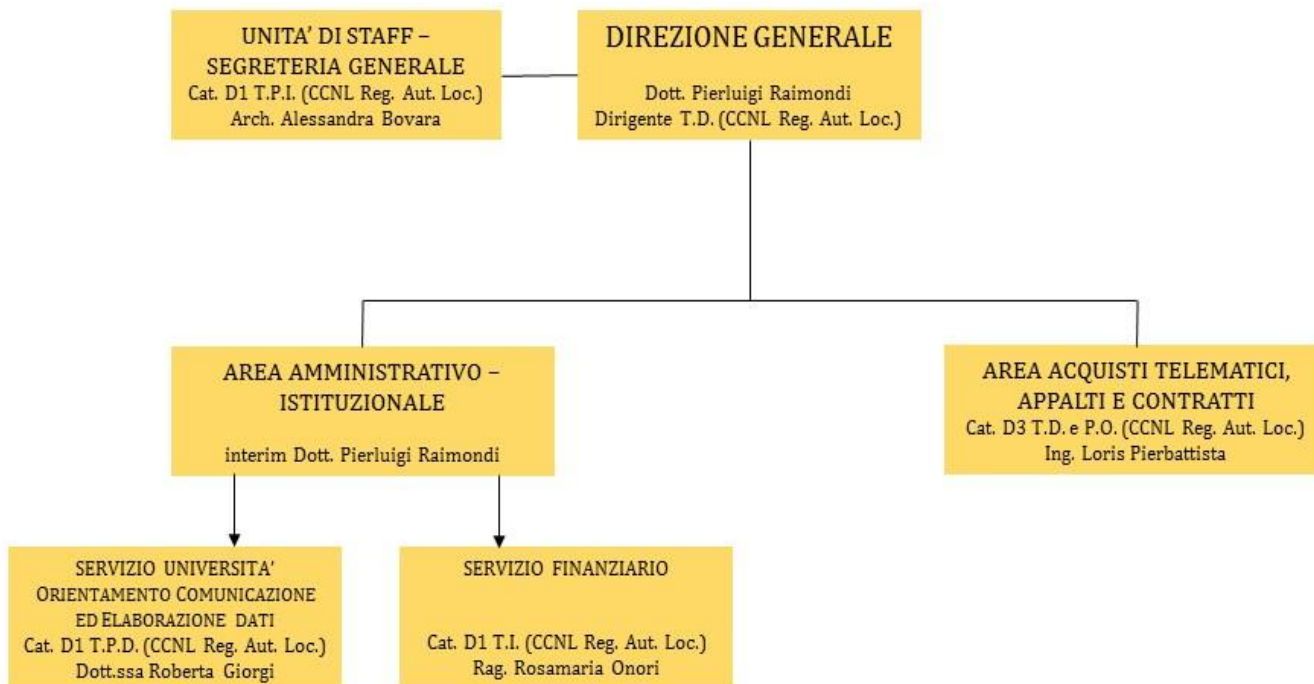 UNITA’ DI STAFF –
SEGRETERIA GENERALE
Cat. D1 T.P.I. (CCNL Reg. Aut. Loc.)
Arch. Alessandra Bovara
DIREZIONE GENERALE
Dott. Pierluigi Raimondi
Dirigente T.D. (CCNL Reg. Aut. Loc.)
AREA AMMINISTRATIVO –
ISTITUZIONALE
interim Dott. Pierluigi Raimondi
AREA ACQUISTI TELEMATICI,
APPALTI E CONTRATTI
Cat. D3 T.D. e P.O. (CCNL Reg. Aut. Loc.)
Ing. Loris Pierbattista
SERVIZIO UNIVERSITA’
ORIENTAMENTO COMUNICAZIONE
ED ELABORAZIONE DATI
Cat. D1 T.P.D. (CCNL Reg. Aut. Loc.)
Dott.ssa Roberta Giorgi
SERVIZIO FINANZIARIO
Cat. D1 T.I. (CCNL Reg. Aut. Loc.)
Rag. Rosamaria Onori